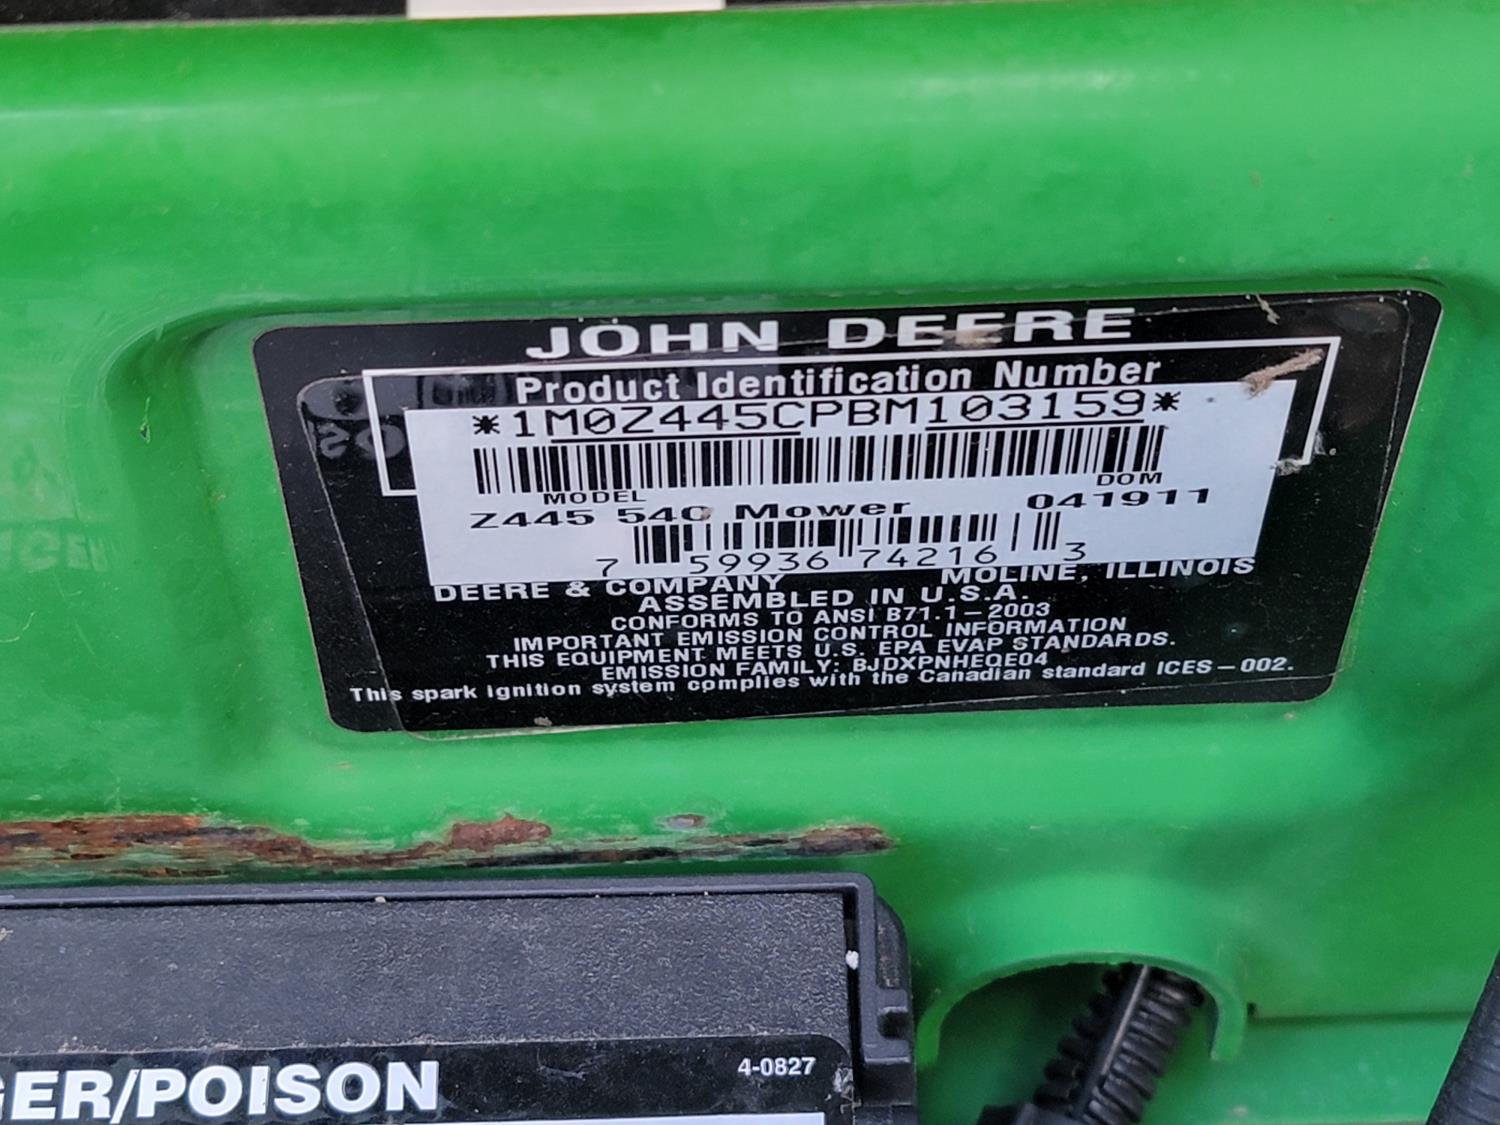 JOHN DEERE
Product Identification Number
*1M0Z445CPBM103159*
MODEL DOM
Z445 54C Mower 041911
7 59936 74216 3
DEERE & COMPANY MOLINE, ILLINOIS
ASSEMBLED IN U.S.A.
CONFORMS TO ANSI B71.1-2003
IMPORTANT EMISSION CONTROL INFORMATION
THIS EQUIPMENT MEETS U.S. EPA EVAP STANDARDS.
EMISSION FAMILY: BJDXPNHEQE04
This spark ignition system complies with the Canadian standard ICES-002.
GER/POISON
4-0827